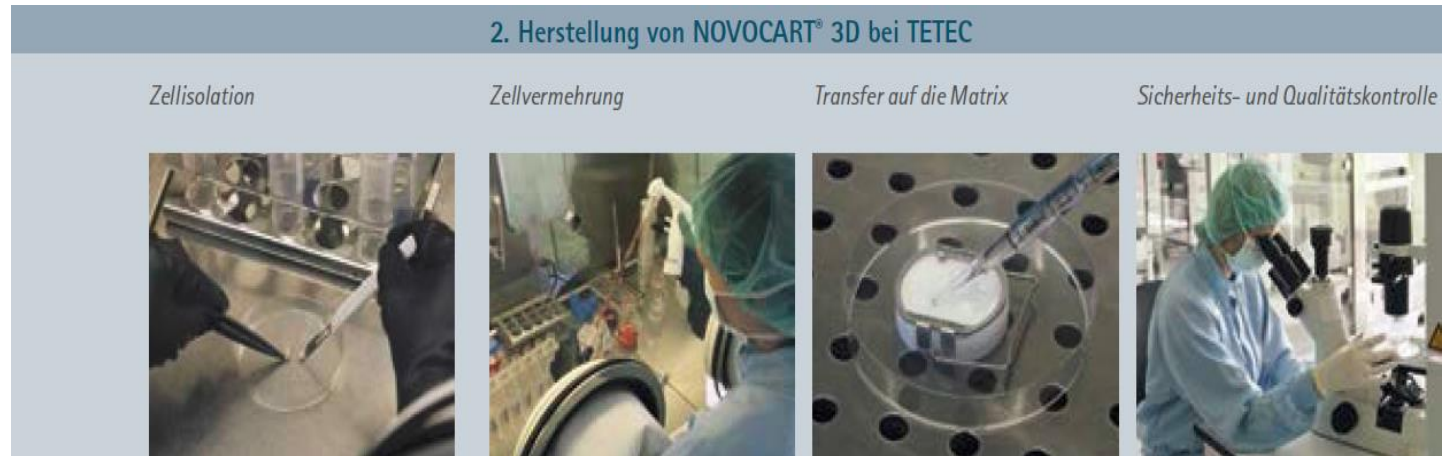 2. Herstellung von NOVOCART® 3D bei TETEC
Zellisolation
Zellvermehrung
Transfer auf die Matrix
Sicherheits- und Qualitätskontrolle